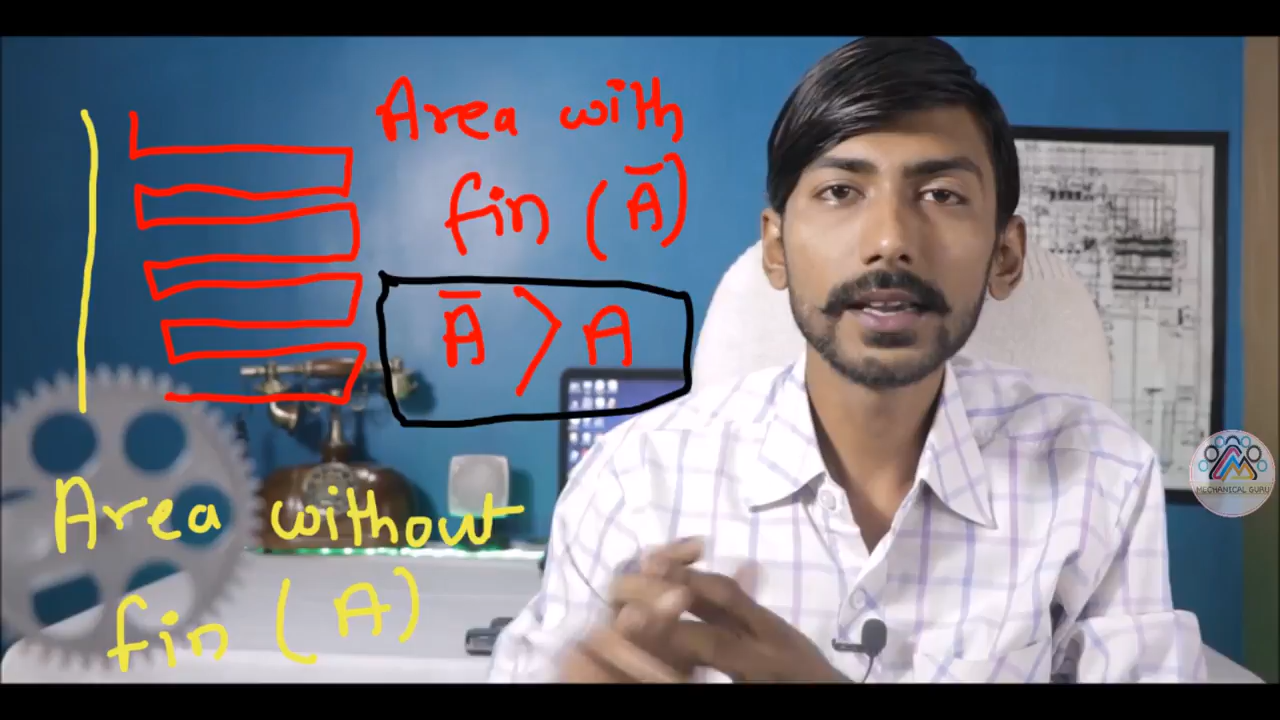 Area with
fin (Ā)
Ā > A
Area without
fin (A)
MECHANICAL GURU